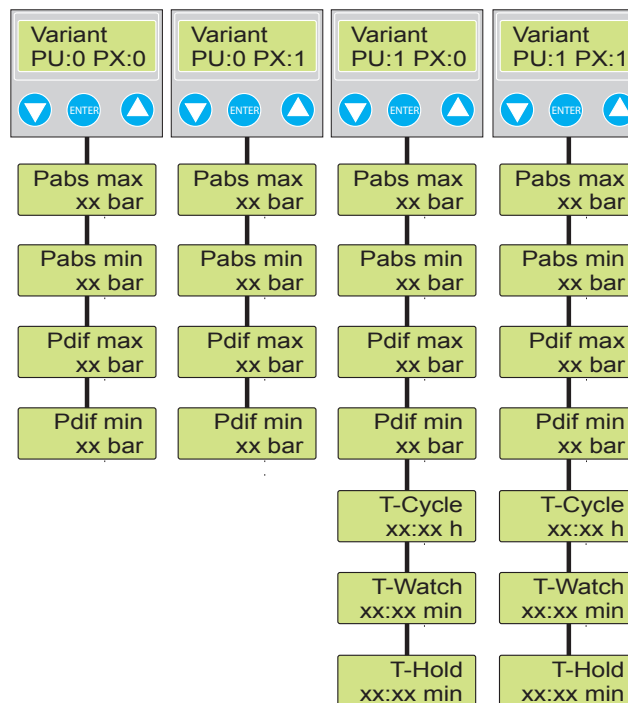 Variant
PU:0 PX:0
ENTER
Pabs max
xx bar
Pabs min
xx bar
Pdif max
xx bar
Pdif min
xx bar
Variant
PU:0 PX:1
ENTER
Pabs max
xx bar
Pabs min
xx bar
Pdif max
xx bar
Pdif min
xx bar
Variant
PU:1 PX:0
ENTER
Pabs max
xx bar
Pabs min
xx bar
Pdif max
xx bar
Pdif min
xx bar
T-Cycle
xx:xx h
T-Watch
xx:xx min
T-Hold
xx:xx min
Variant
PU:1 PX:1
ENTER
Pabs max
xx bar
Pabs min
xx bar
Pdif max
xx bar
Pdif min
xx bar
T-Cycle
xx:xx h
T-Watch
xx:xx min
T-Hold
xx:xx min